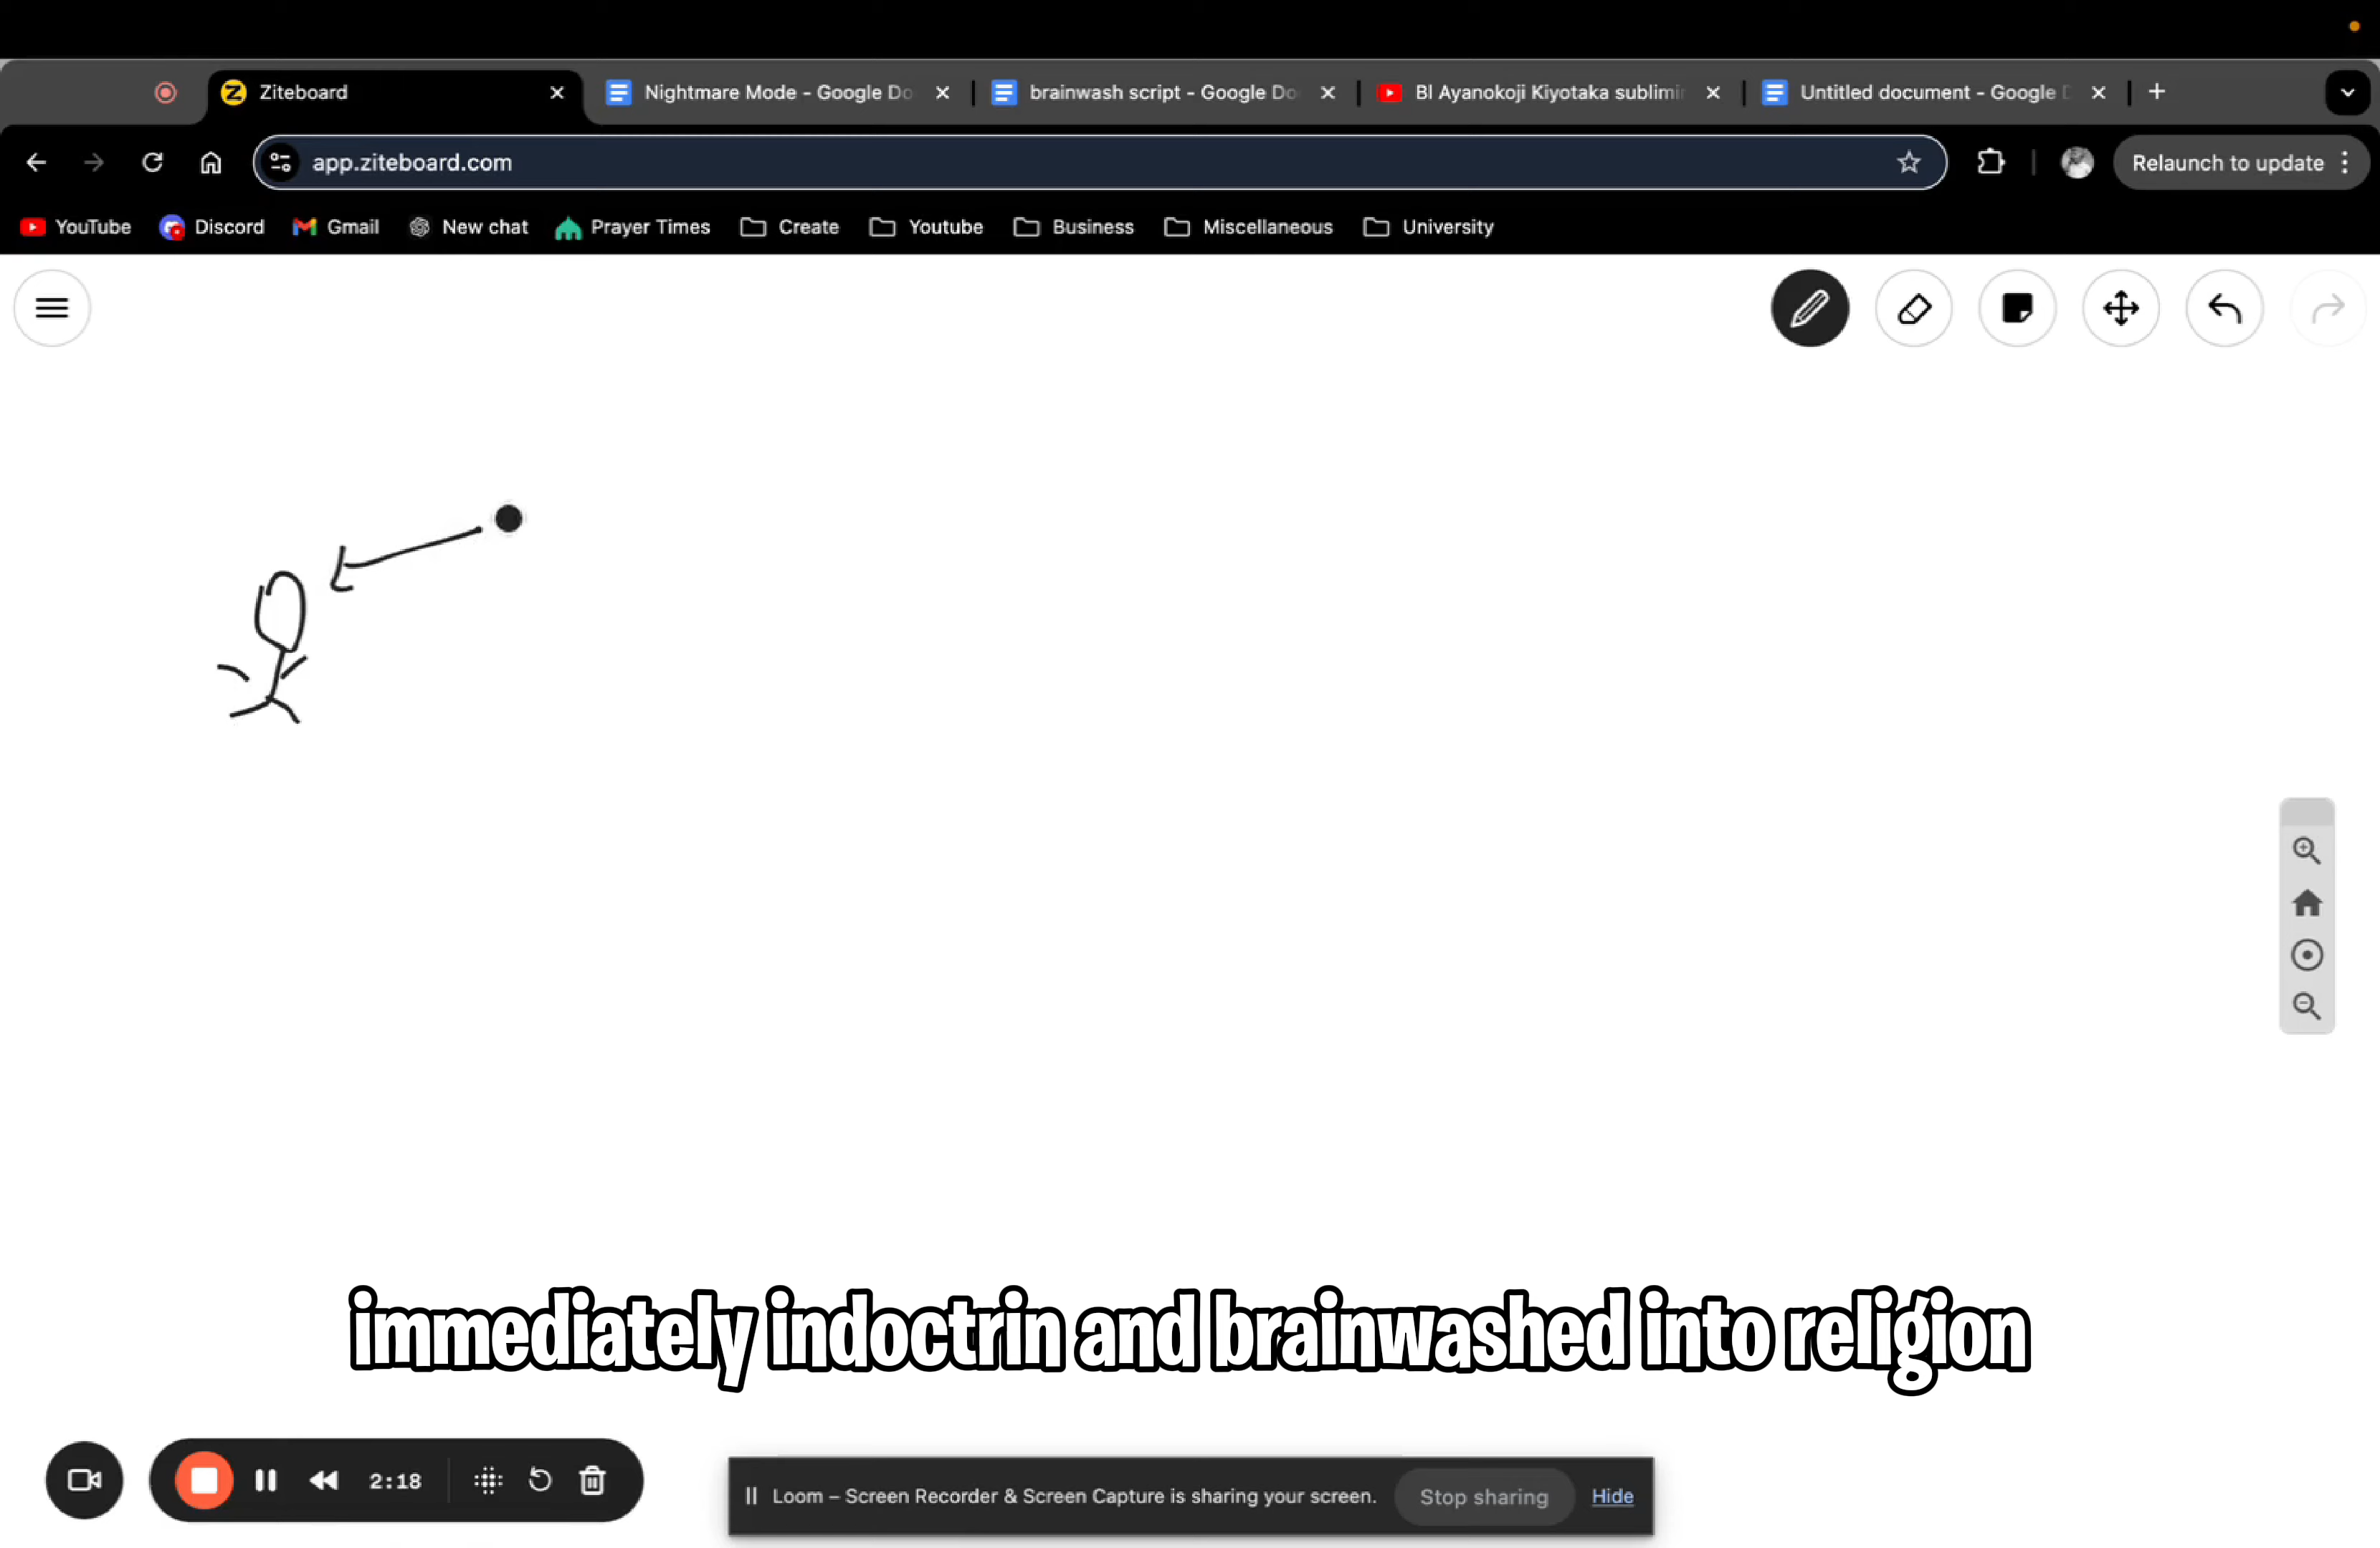 Ziteboard Nightmare Mode - Google Do brainwash script - Google Do BI Ayanokoji Kiyotaka sublimin Untitled document - Google D
app.ziteboard.com Relaunch to update
YouTube Discord Gmail New chat Prayer Times Create Youtube Business Miscellaneous University
immediately indoctrin and brainwashed into religion
2:18 Loom – Screen Recorder & Screen Capture is sharing your screen. Stop sharing Hide